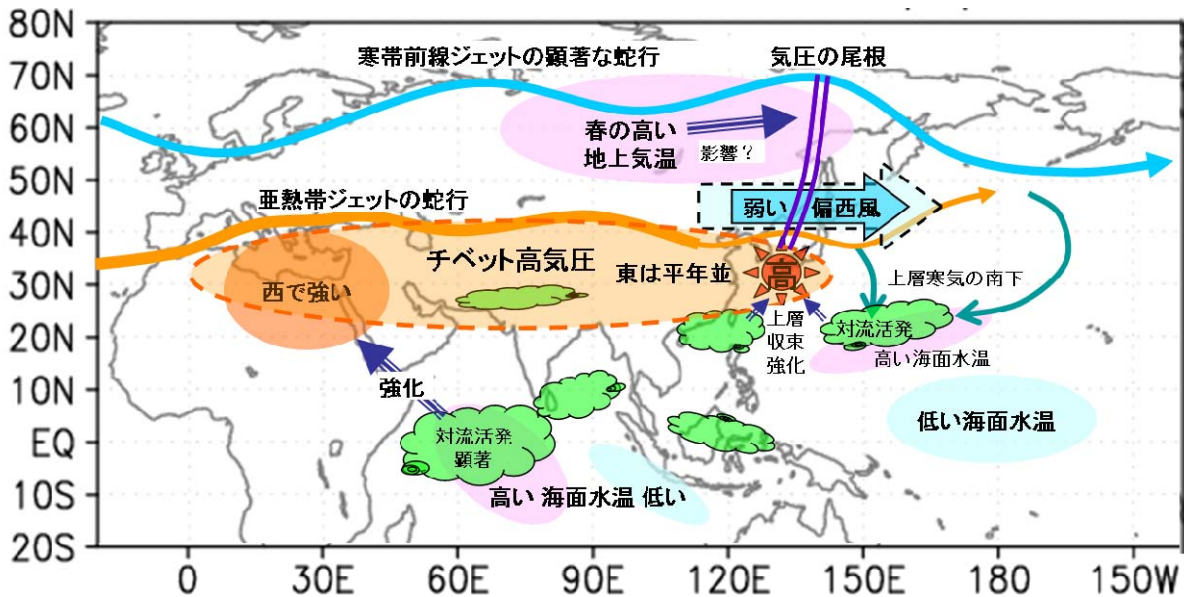 80N
70N
60N
50N
40N
30N
20N
10N
EQ
10S
20S
寒帯前線ジェットの顕著な蛇行
気圧の尾根
春の高い
地上気温
影響？
亜熱帯ジェットの蛇行
弱い 偏西風
チベット高気圧
東は平年並
高
西で強い
上層寒気の南下
上層
収束
強化
対流活発
高い海面水温
強化
対流活発
顕著
低い海面水温
高い 海面水温 低い
0 30E 60E 90E 120E 150E 180 150W